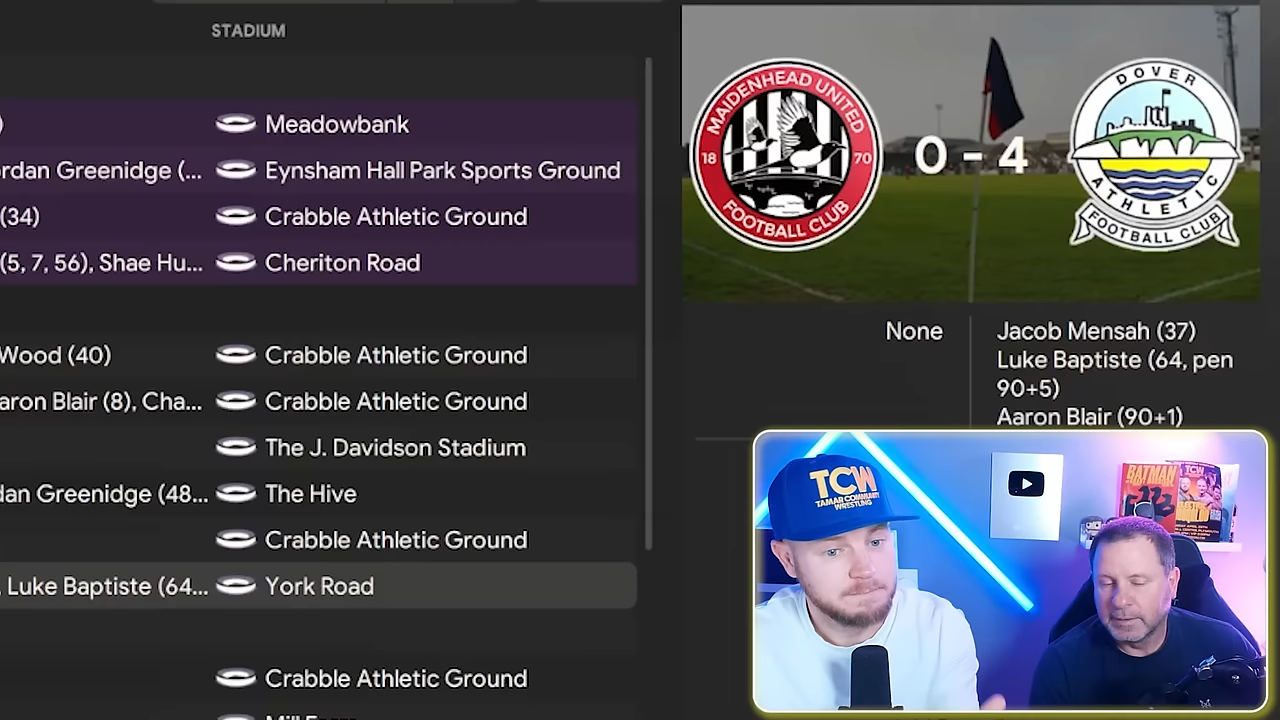 STADIUM
) Meadowbank
ordan Greenidge (... Eynsham Hall Park Sports Ground
(34) Crabble Athletic Ground
(5, 7, 56), Shae Hu... Cheriton Road
Wood (40) Crabble Athletic Ground
aron Blair (8), Cha... Crabble Athletic Ground
The J. Davidson Stadium
dan Greenidge (48... The Hive
Crabble Athletic Ground
, Luke Baptiste (64... York Road
Crabble Athletic Ground
MAIDENHEAD UNITED
18 70
FOOTBALL CLUB
0 - 4
DOVER
ATHLETIC
FOOTBALL CLUB
None
Jacob Mensah (37)
Luke Baptiste (64, pen
90+5)
Aaron Blair (90+1)
TCW
TAMAR COMMUNITY
WRESTLING
BATMAN
TCW